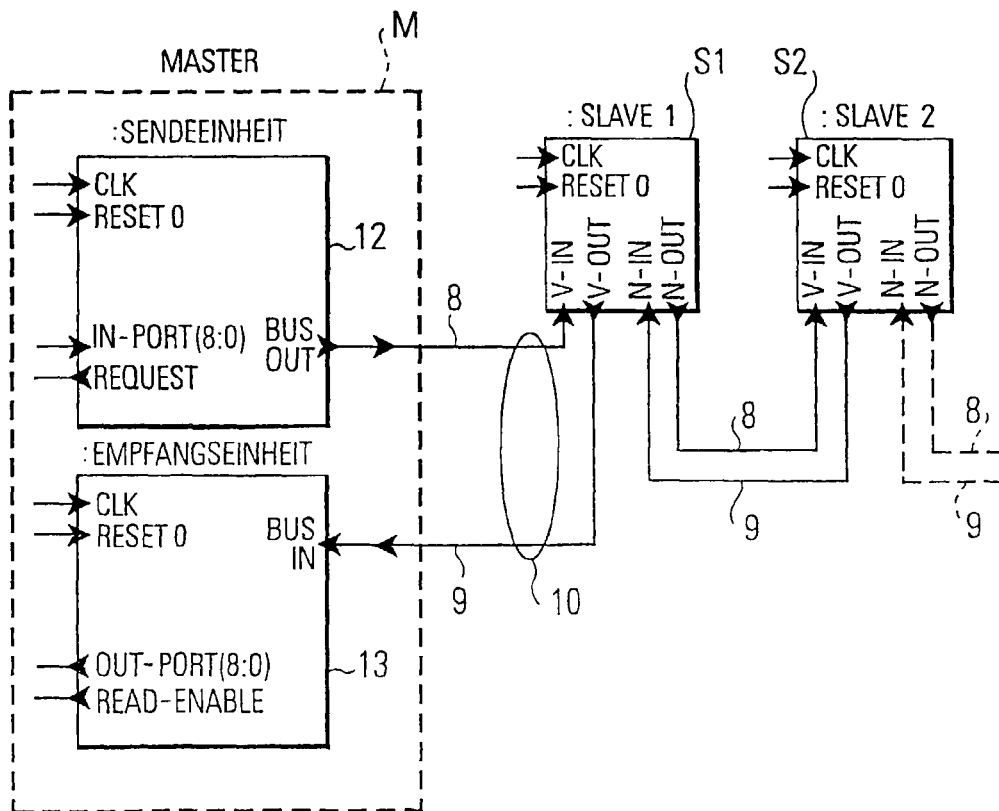 M
MASTER
:SENDEEINHEIT
CLK
RESET 0
12
IN-PORT(8:0)
BUS
OUT
REQUEST
:EMPFANGSEINHEIT
CLK
RESET 0
BUS
IN
OUT-PORT(8:0)
13
READ-ENABLE
8
9
10
S1
:SLAVE 1
CLK
RESET 0
V-IN
V-OUT
N-IN
N-OUT
8
9
S2
:SLAVE 2
CLK
RESET 0
V-IN
V-OUT
N-IN
N-OUT
8
9